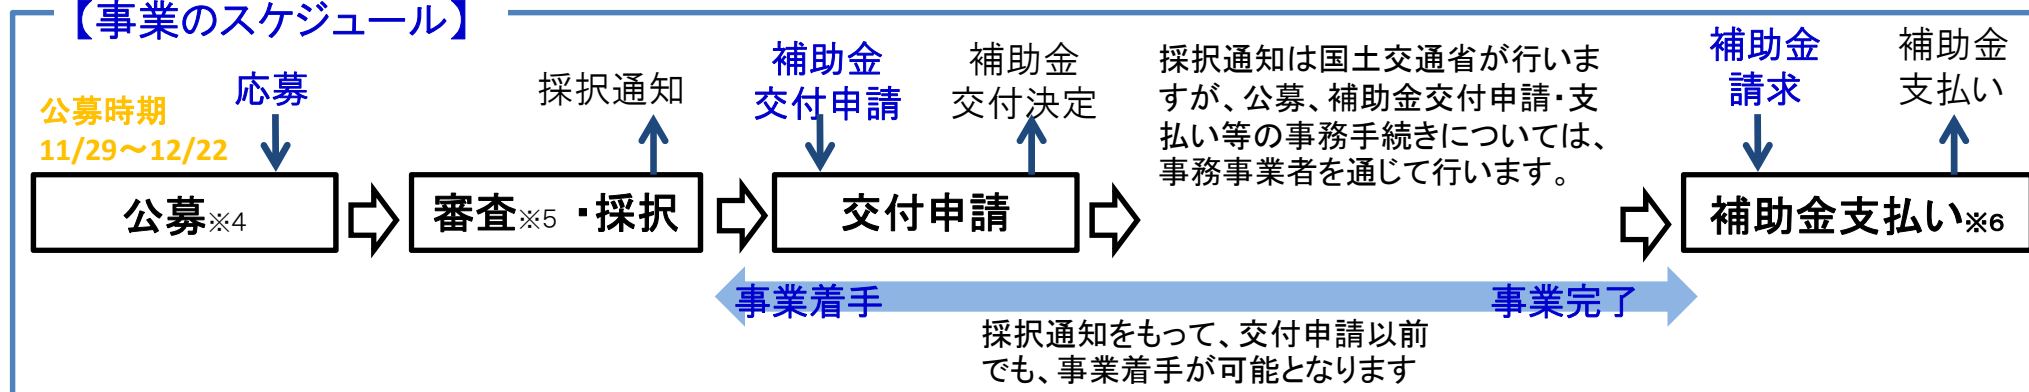 【事業のスケジュール】
公募時期
11/29～12/22
応募
採択通知
補助金
交付申請
補助金
交付決定
採択通知は国土交通省が行いま
すが、公募、補助金交付申請・支
払い等の事務手続きについては、
事務事業者を通じて行います。
補助金
請求
補助金
支払い
公募※4
審査※5 ・採択
交付申請
補助金支払い※6
事業着手
事業完了
採択通知をもって、交付申請以前
でも、事業着手が可能となります